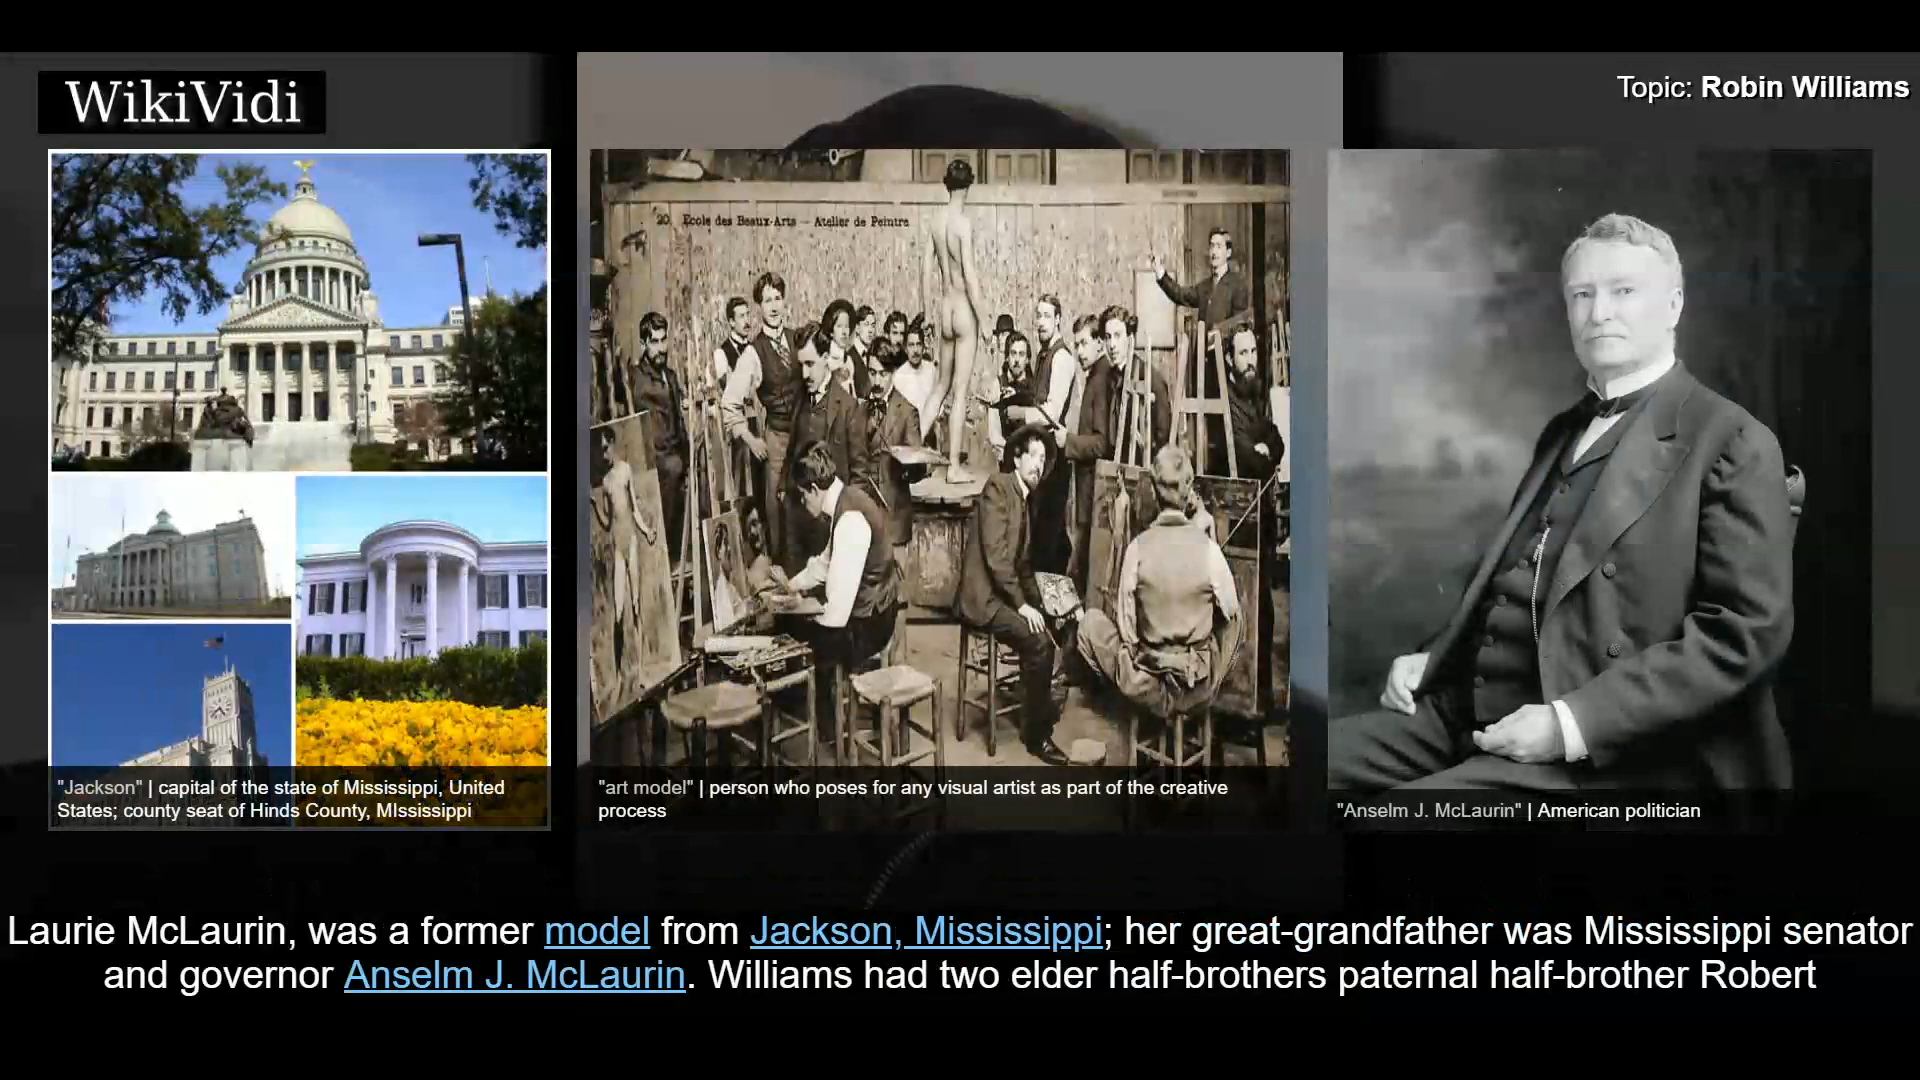 WikiVidi
Topic: Robin Williams
20. Ecole des Beaux-Arts — Atelier de Peintre
"Jackson" | capital of the state of Mississippi, United
States; county seat of Hinds County, MIssissippi
"art model" | person who poses for any visual artist as part of the creative
process
"Anselm J. McLaurin" | American politician
Laurie McLaurin, was a former model from Jackson, Mississippi; her great-grandfather was Mississippi senator
and governor Anselm J. McLaurin. Williams had two elder half-brothers paternal half-brother Robert